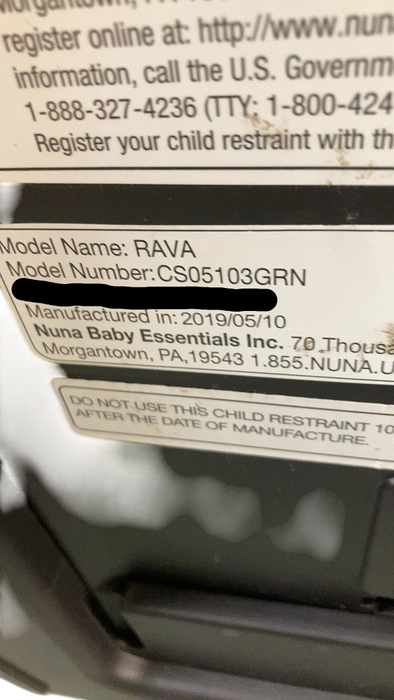 register online at: http://www.nun
information, call the U.S. Governm
1-888-327-4236 (TTY: 1-800-424
Register your child restraint with th
Model Name: RAVA
Model Number:CS05103GRN
Manufactured in: 2019/05/10
Nuna Baby Essentials Inc. 70 Thousa
Morgantown, PA,19543 1.855.NUNA.U
DO NOT USE THIS CHILD RESTRAINT 10
AFTER THE DATE OF MANUFACTURE.